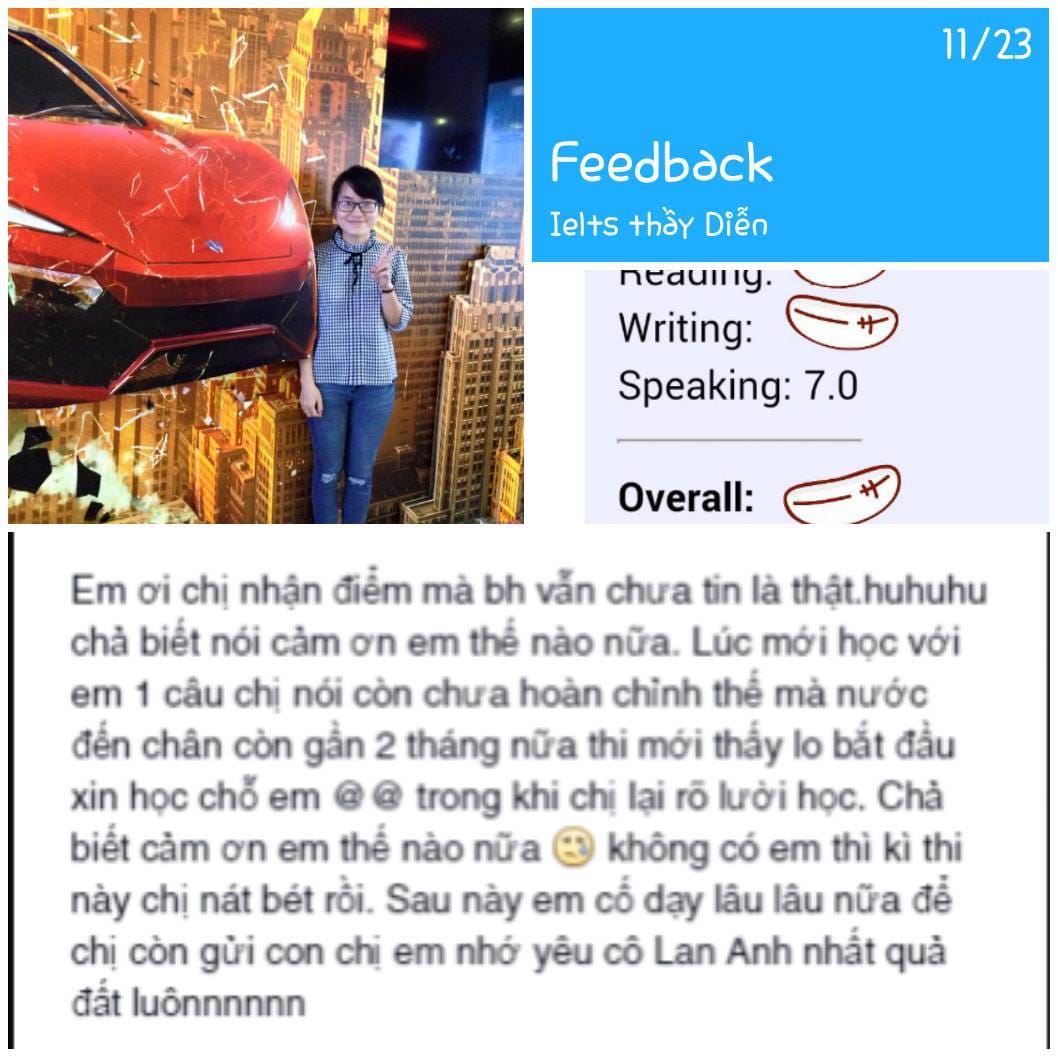 11/23
Feedback
Ielts thầy Diễn
Reading:
Writing:
Speaking: 7.0
Overall:
Em ơi chị nhận điểm mà bh vẫn chưa tin là thật.huhuhu
chả biết nói cảm ơn em thế nào nữa. Lúc mới học với
em 1 câu chị nói còn chưa hoàn chỉnh thế mà nước
đến chân còn gần 2 tháng nữa thi mới thấy lo bắt đầu
xin học chỗ em @@ trong khi chị lại rõ lười học. Chả
biết cảm ơn em thế nào nữa không có em thì kì thi
này chị nát bét rồi. Sau này em cố dạy lâu lâu nữa để
chị còn gửi con chị em nhớ yêu cô Lan Anh nhất quả
đất luônnnnnn